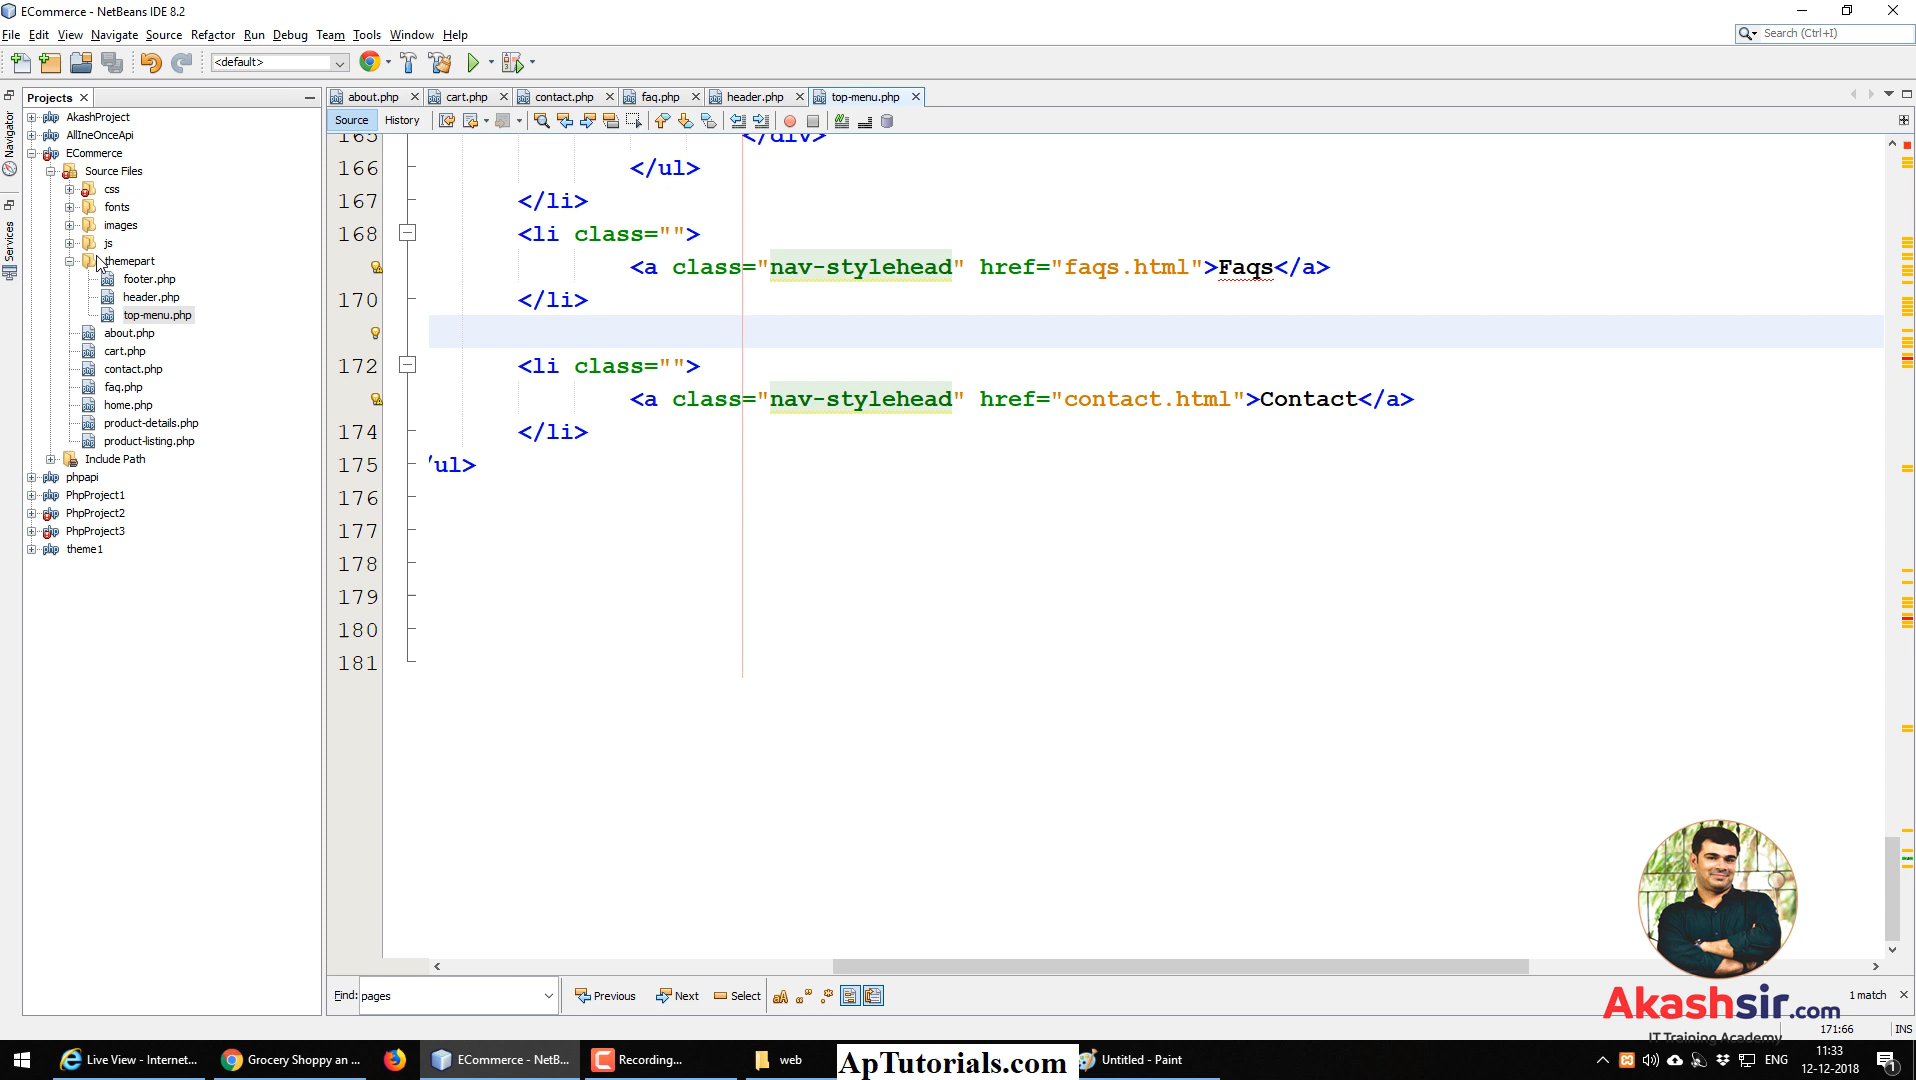 ECommerce - NetBeans IDE 8.2
File Edit View Navigate Source Refactor Run Debug Team Tools Window Help
Search (Ctrl+I)
<default>
Projects
about.php cart.php contact.php faq.php header.php top-menu.php
Source History
Navigator
Services
AkashProject
AllIneOnceApi
ECommerce
Source Files
css
fonts
images
js
themepart
footer.php
header.php
top-menu.php
about.php
cart.php
contact.php
faq.php
home.php
product-details.php
product-listing.php
Include Path
phpapi
PhpProject1
PhpProject2
PhpProject3
theme1
165 </div>
166 </ul>
167 </li>
168 <li class="">
<a class="nav-stylehead" href="faqs.html">Faqs</a>
170 </li>
172 <li class="">
<a class="nav-stylehead" href="contact.html">Contact</a>
174 </li>
175 /ul>
176
177
178
179
180
181
Find: pages Previous Next Select 1 match
Akashsir.com
IT Training Academy
171:66 INS
Live View - Internet... Grocery Shoppy an ... ECommerce - NetB... Recording... web ApTutorials.com Untitled - Paint ENG
11:33
12-12-2018
1